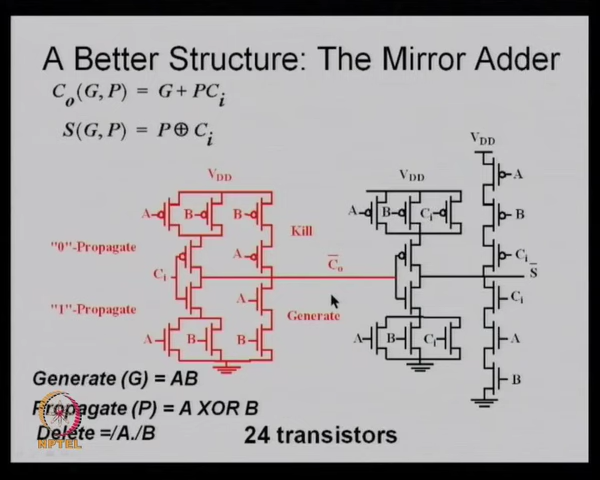 A Better Structure: The Mirror Adder
C_o(G, P) = G + PC_i
S(G, P) = P ⊕ C_i
V_DD
V_DD
V_DD
A
B
B
Kill
A
B
C_i
A
B
"0"-Propagate
A
C_i
C_i
C̅_o
S̅
"1"-Propagate
A
Generate
C_i
A
B
B
A
B
C_i
A
B
Generate (G) = AB
Propagate (P) = A XOR B
Delete =/A./B
24 transistors
NPTEL